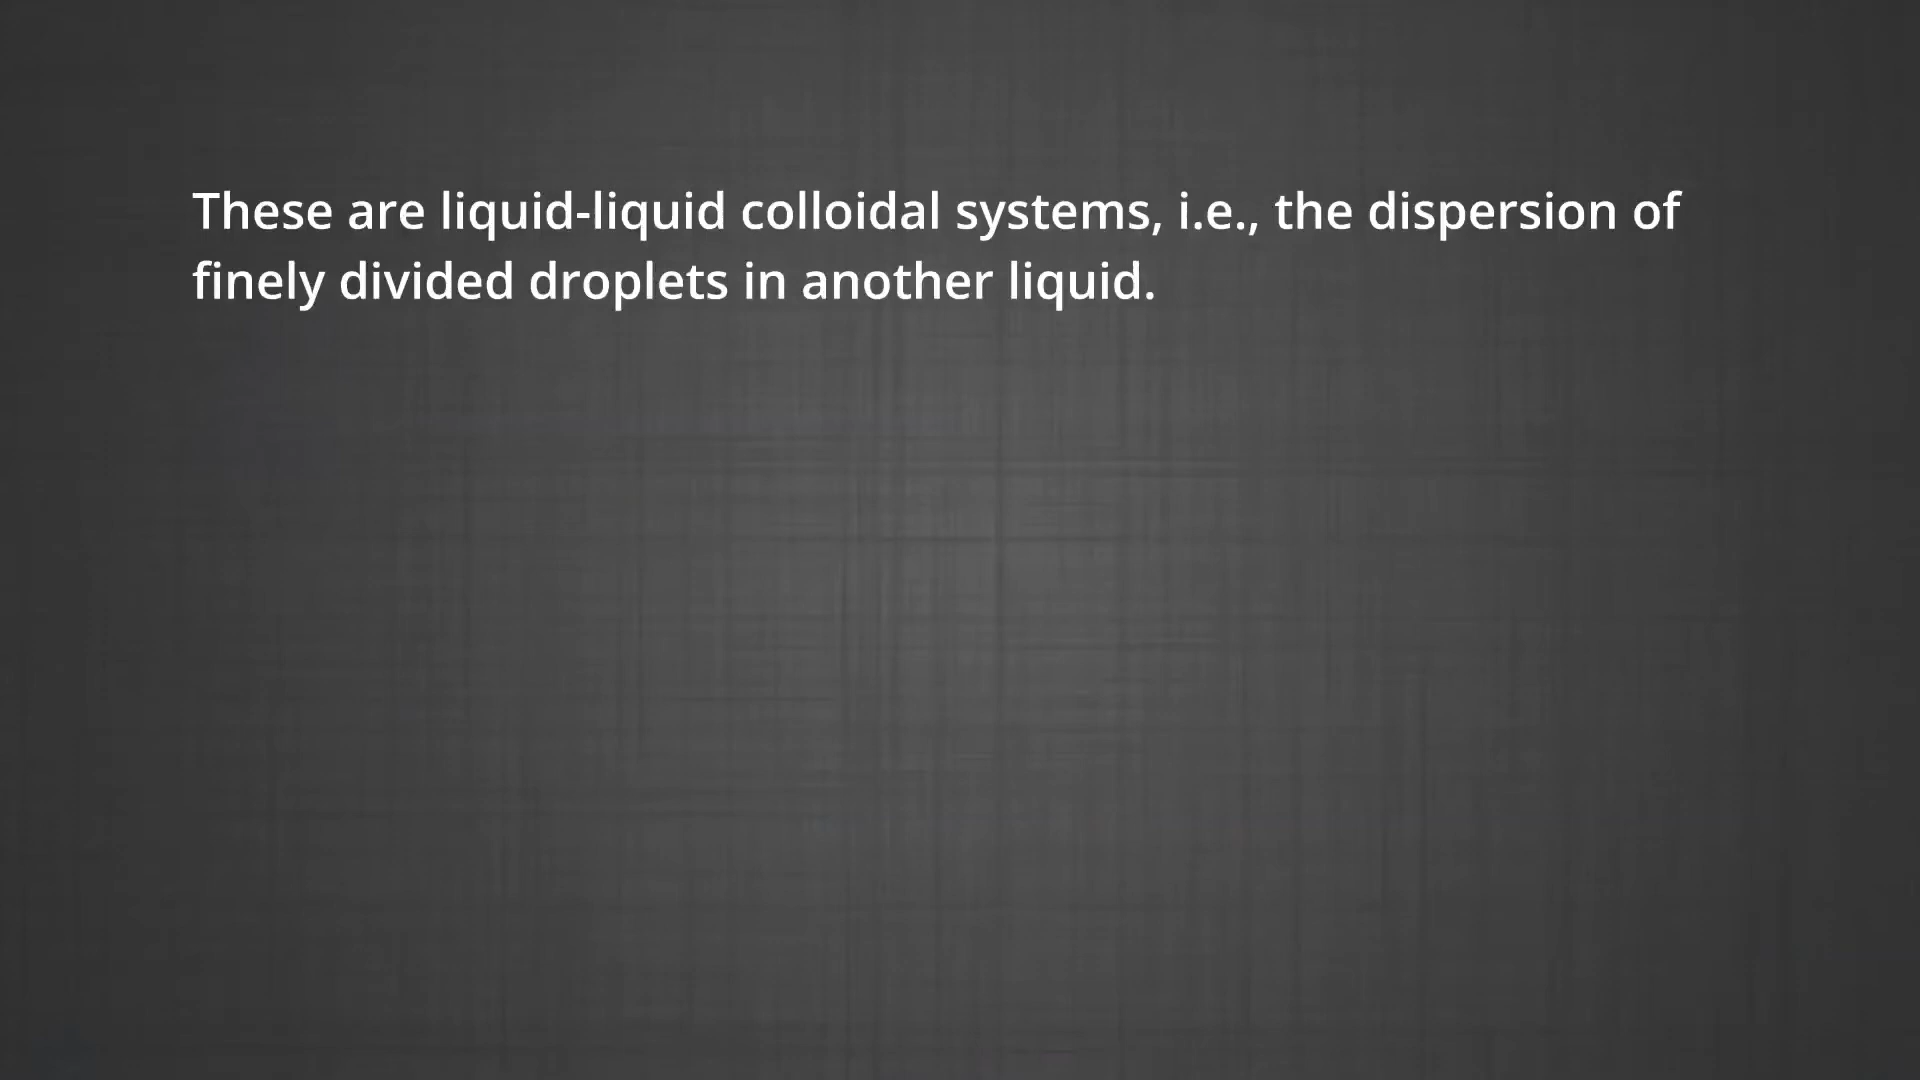 These are liquid-liquid colloidal systems, i.e., the dispersion of
finely divided droplets in another liquid.